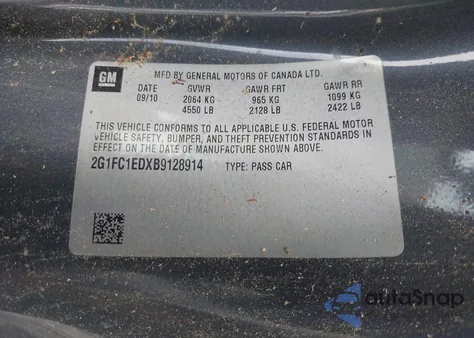 GM
MFD BY GENERAL MOTORS OF CANADA LTD.
DATE GVWR GAWR FRT GAWR RR
09/10 2064 KG 965 KG 1099 KG
4550 LB 2128 LB 2422 LB
THIS VEHICLE CONFORMS TO ALL APPLICABLE U.S. FEDERAL MOTOR
VEHICLE SAFETY, BUMPER, AND THEFT PREVENTION STANDARDS IN
EFFECT ON THE DATE OF MANUFACTURE SHOWN ABOVE.
2G1FC1EDXB9128914 TYPE: PASS CAR
autoSnap